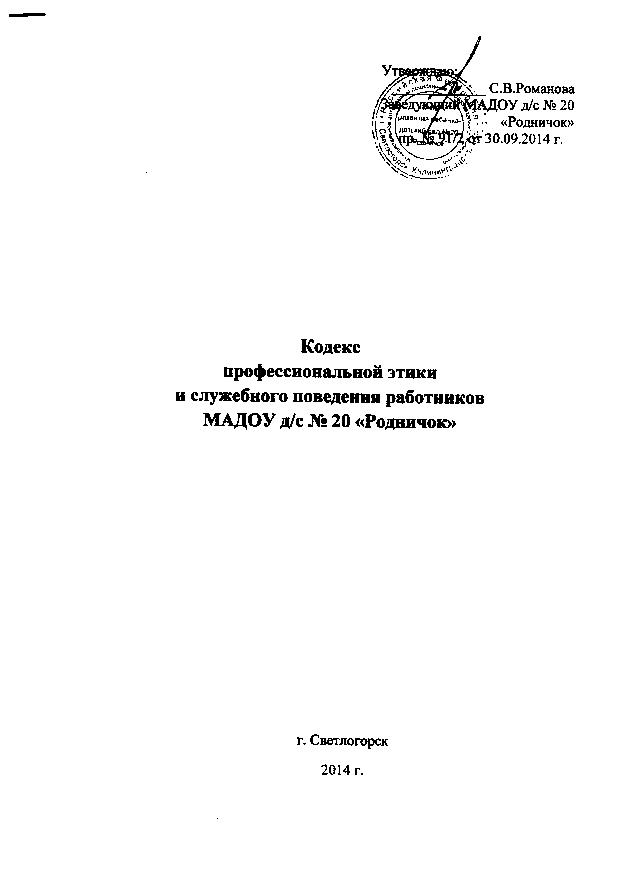 Утверждаю:
С.В.Романова
заведующий МАДОУ д/с № 20
«Родничок»
пр. № 91/2 от 30.09.2014 г.
Кодекс
профессиональной этики
и служебного поведения работников
МАДОУ д/с № 20 «Родничок»
г. Светлогорск
2014 г.